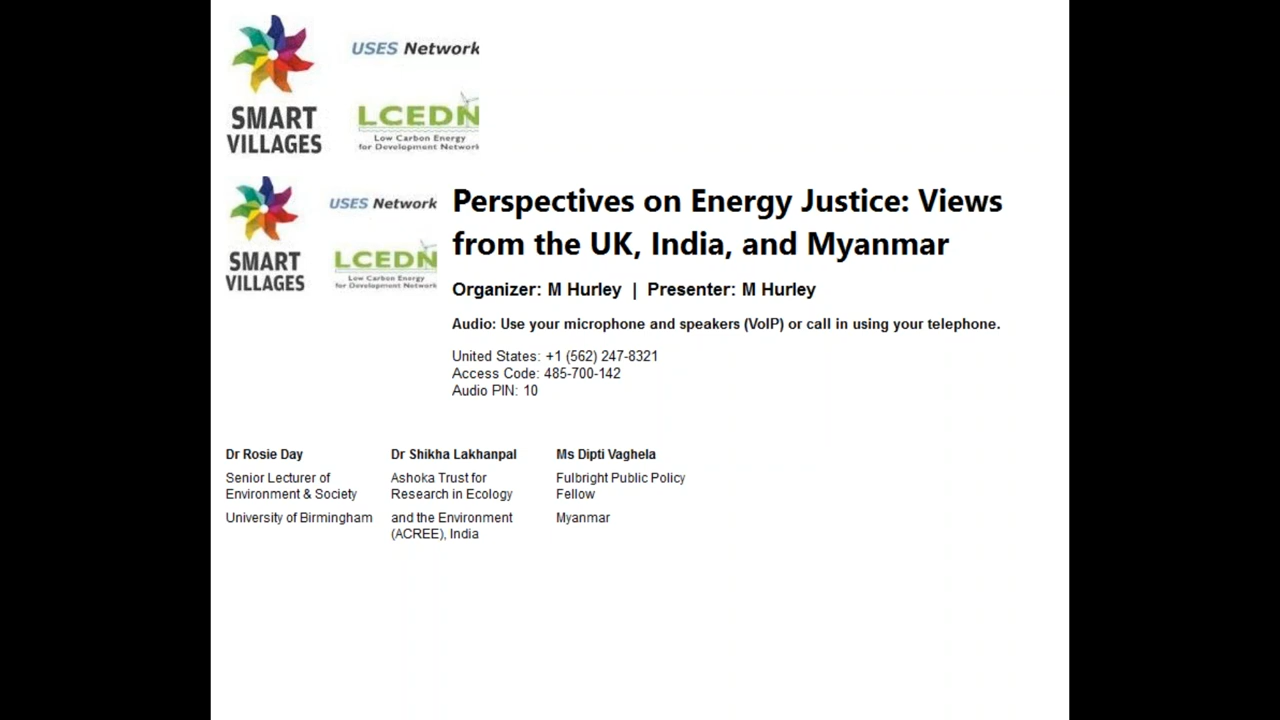 USES Network
SMART
VILLAGES
LCEDN
Low Carbon Energy
for Development Network
USES Network
SMART
VILLAGES
LCEDN
Low Carbon Energy
for Development Network
Perspectives on Energy Justice: Views
from the UK, India, and Myanmar
Organizer: M Hurley | Presenter: M Hurley
Audio: Use your microphone and speakers (VoIP) or call in using your telephone.
United States: +1 (562) 247-8321
Access Code: 485-700-142
Audio PIN: 10
Dr Rosie Day
Senior Lecturer of
Environment & Society
University of Birmingham
Dr Shikha Lakhanpal
Ashoka Trust for
Research in Ecology
and the Environment
(ACREE), India
Ms Dipti Vaghela
Fulbright Public Policy
Fellow
Myanmar